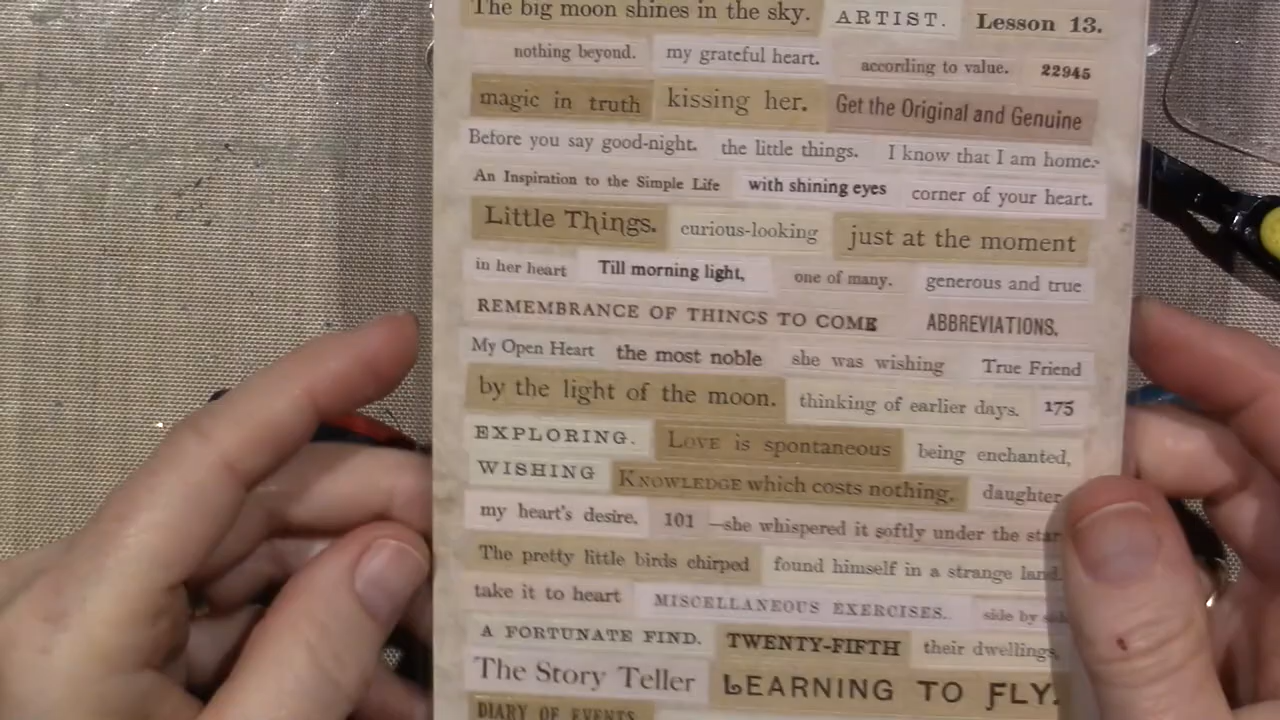 The big moon shines in the sky. ARTIST. Lesson 13.
nothing beyond. my grateful heart. according to value. 22945
magic in truth kissing her. Get the Original and Genuine
Before you say good-night. the little things. I know that I am home.
An Inspiration to the Simple Life with shining eyes corner of your heart.
Little Things. curious-looking just at the moment
in her heart Till morning light, one of many. generous and true
REMEMBRANCE OF THINGS TO COME ABBREVIATIONS.
My Open Heart the most noble she was wishing True Friend
by the light of the moon. thinking of earlier days. 175
EXPLORING. LOVE is spontaneous being enchanted,
WISHING KNOWLEDGE which costs nothing. daughter
my heart's desire. 101 —she whispered it softly under the
The pretty little birds chirped found himself in a strange land.
take it to heart MISCELLANEOUS EXERCISES. side by
A FORTUNATE FIND. TWENTY-FIFTH their dwellings.
The Story Teller LEARNING TO FLY.
DIARY OF EVENTS